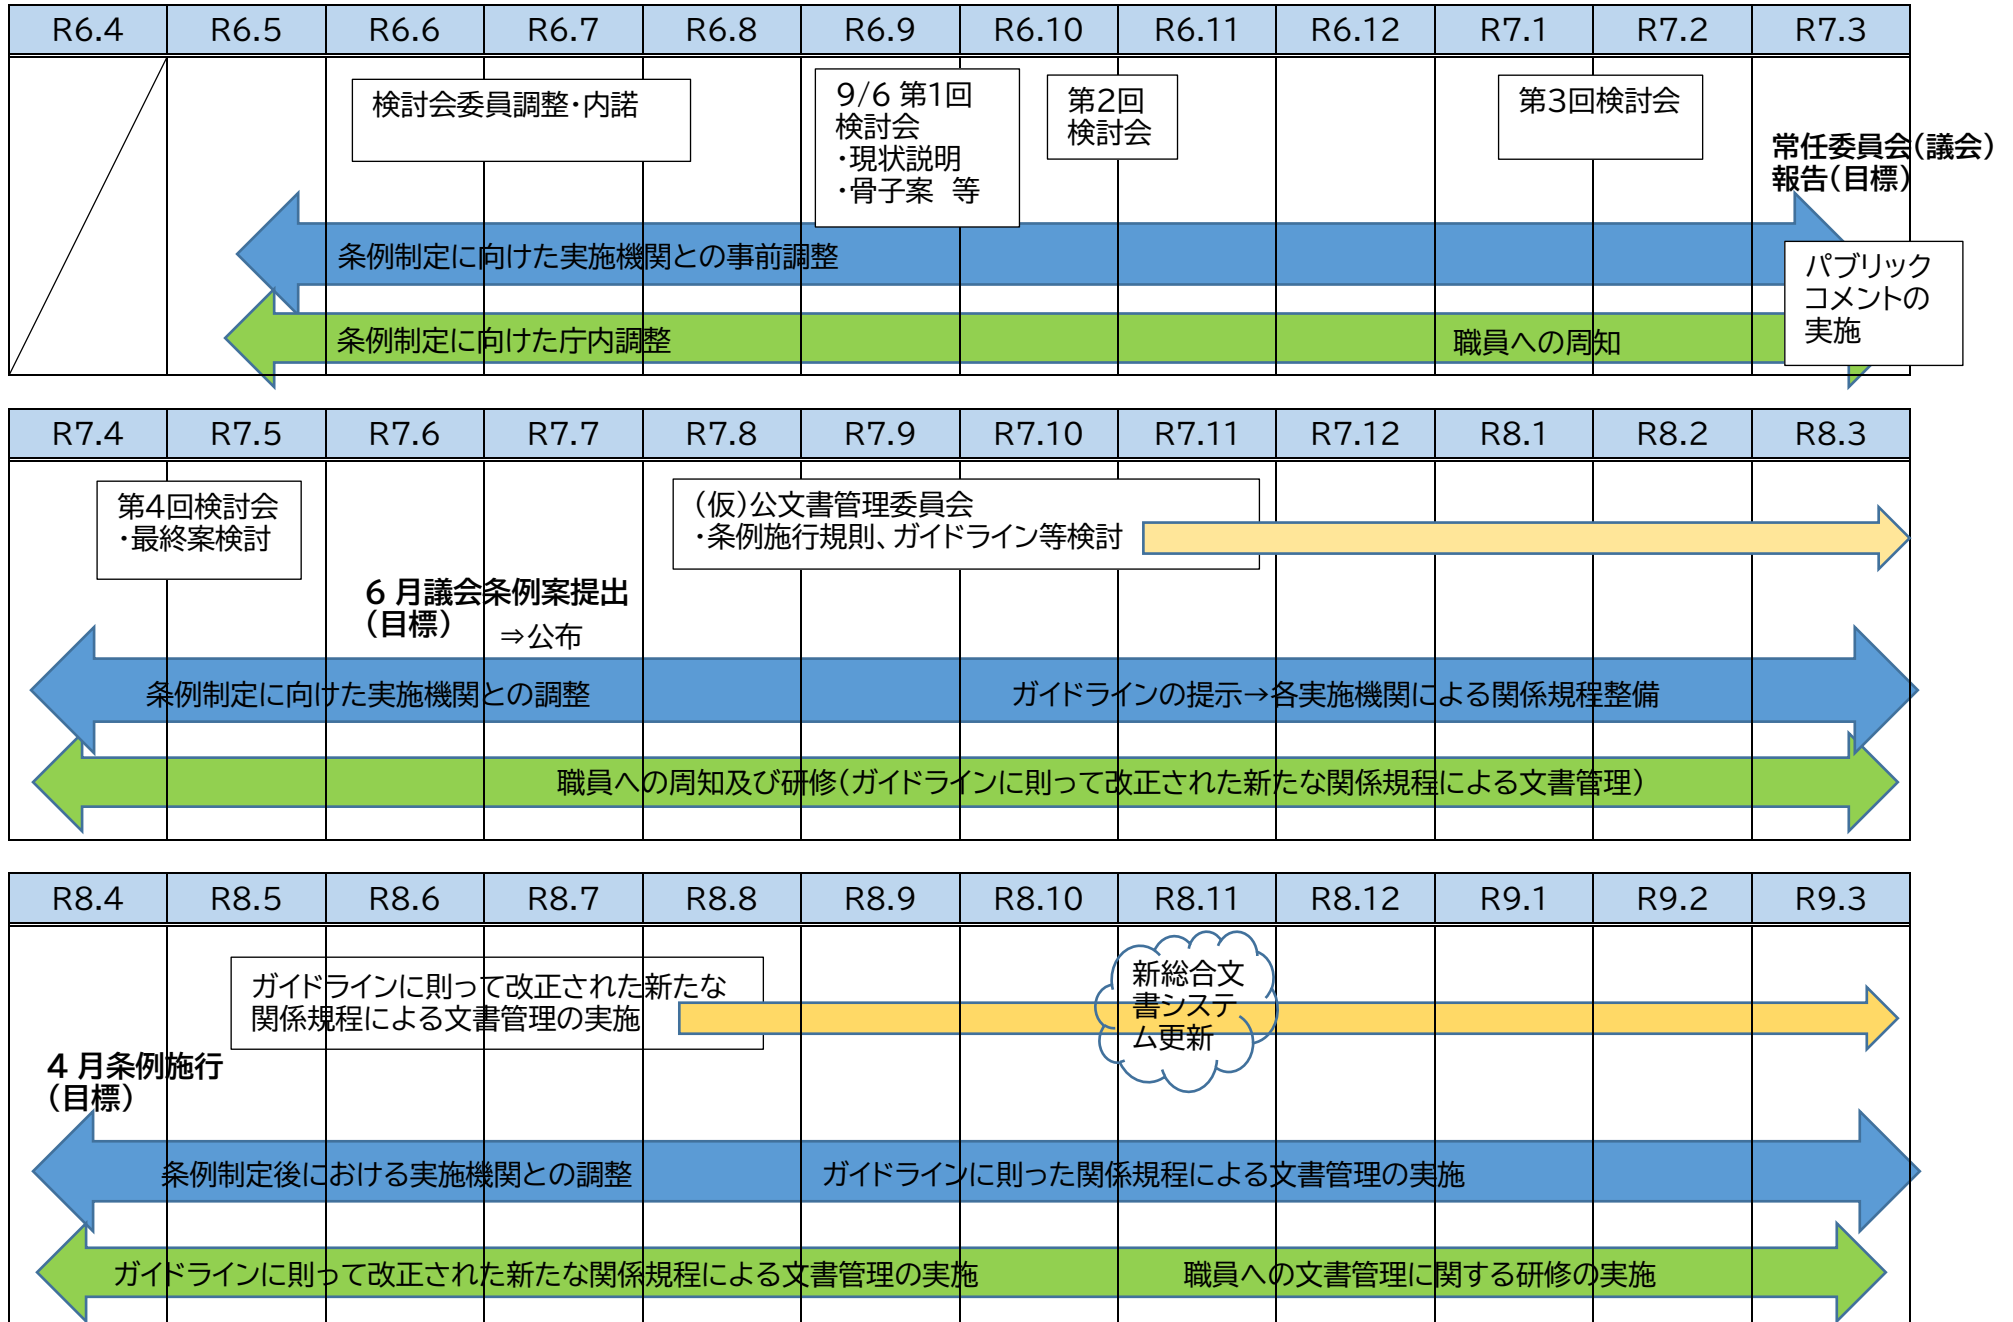 R6.4 R6.5 R6.6 R6.7 R6.8 R6.9 R6.10 R6.11 R6.12 R7.1 R7.2 R7.3
検討会委員調整・内諾
9/6 第1回
検討会
・現状説明
・骨子案　等
第2回
検討会
第3回検討会
常任委員会(議会)
報告(目標)
条例制定に向けた実施機関との事前調整
パブリック
コメントの
実施
条例制定に向けた庁内調整
職員への周知
R7.4 R7.5 R7.6 R7.7 R7.8 R7.9 R7.10 R7.11 R7.12 R8.1 R8.2 R8.3
第4回検討会
・最終案検討
(仮)公文書管理委員会
・条例施行規則、ガイドライン等検討
6 月議会条例案提出
(目標)
⇒公布
条例制定に向けた実施機関との調整
ガイドラインの提示→各実施機関による関係規程整備
職員への周知及び研修(ガイドラインに則って改正された新たな関係規程による文書管理)
R8.4 R8.5 R8.6 R8.7 R8.8 R8.9 R8.10 R8.11 R8.12 R9.1 R9.2 R9.3
ガイドラインに則って改正された新たな
関係規程による文書管理の実施
新総合文
書システ
ム更新
4 月条例施行
(目標)
条例制定後における実施機関との調整
ガイドラインに則った関係規程による文書管理の実施
ガイドラインに則って改正された新たな関係規程による文書管理の実施
職員への文書管理に関する研修の実施